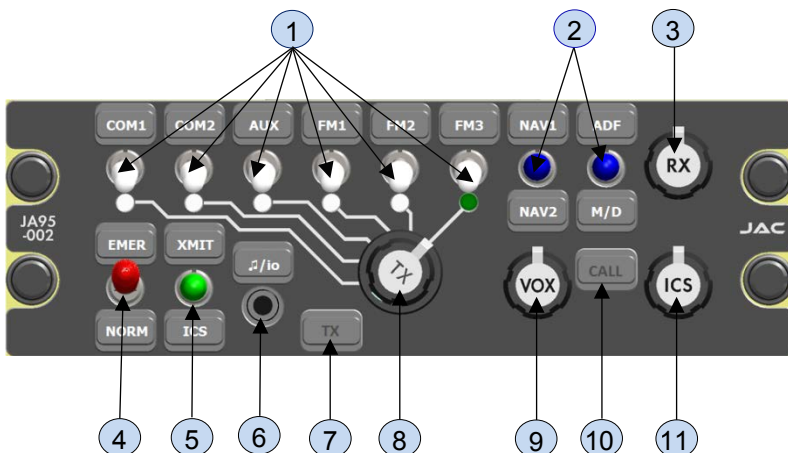 1 2 3
COM1 COM2 AUX FM1 FM2 FM3 NAV1 ADF
RX
JA95
-002
NAV2 M/D
JAC
EMER XMIT
♫/io
TX
VOX
CALL
ICS
NORM ICS
TX
4 5 6 7 8 9 10 11